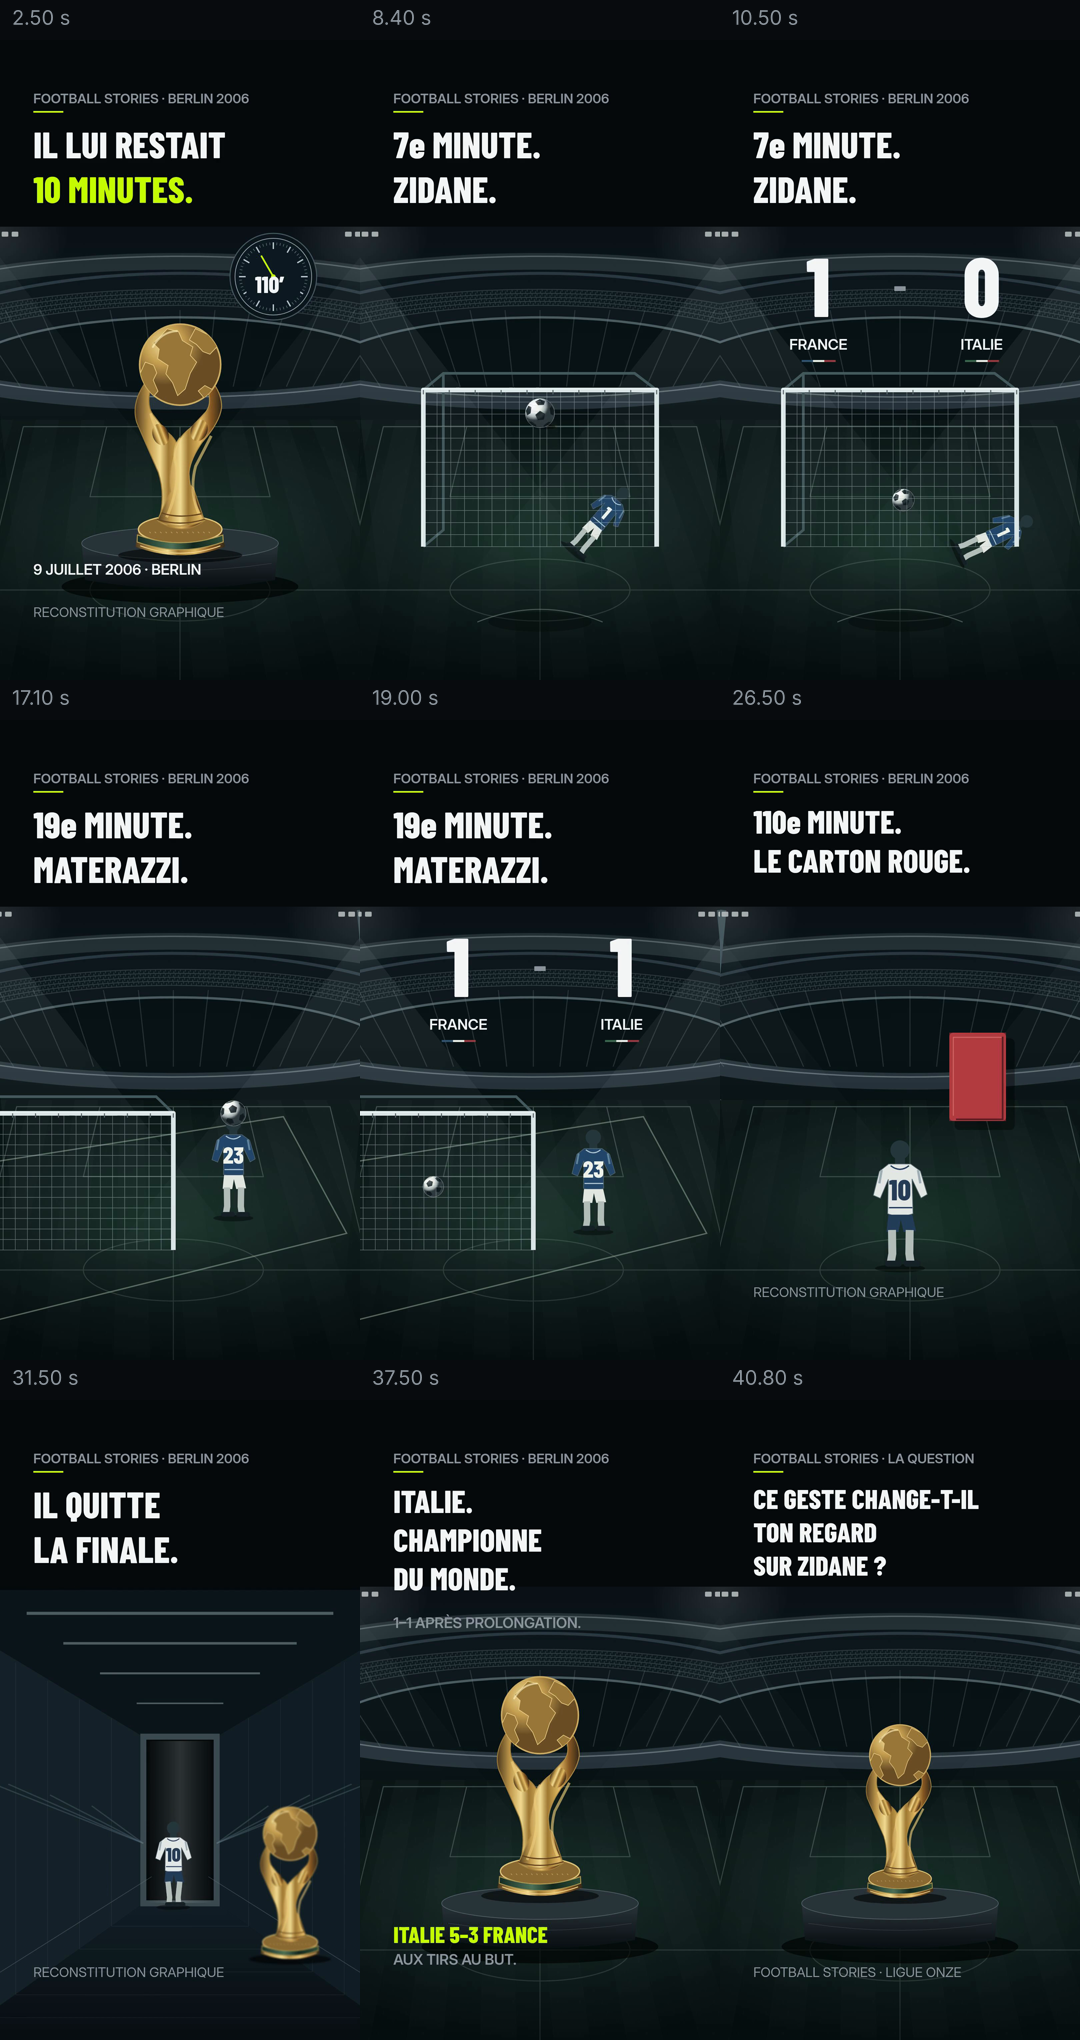 2.50 s
FOOTBALL STORIES · BERLIN 2006
IL LUI RESTAIT
10 MINUTES.
110'
9 JUILLET 2006 · BERLIN
RECONSTITUTION GRAPHIQUE
8.40 s
FOOTBALL STORIES · BERLIN 2006
7e MINUTE.
ZIDANE.
1
10.50 s
FOOTBALL STORIES · BERLIN 2006
7e MINUTE.
ZIDANE.
1 - 0
FRANCE ITALIE
1
17.10 s
FOOTBALL STORIES · BERLIN 2006
19e MINUTE.
MATERAZZI.
23
19.00 s
FOOTBALL STORIES · BERLIN 2006
19e MINUTE.
MATERAZZI.
1 - 1
FRANCE ITALIE
23
26.50 s
FOOTBALL STORIES · BERLIN 2006
110e MINUTE.
LE CARTON ROUGE.
10
RECONSTITUTION GRAPHIQUE
31.50 s
FOOTBALL STORIES · BERLIN 2006
IL QUITTE
LA FINALE.
10
RECONSTITUTION GRAPHIQUE
37.50 s
FOOTBALL STORIES · BERLIN 2006
ITALIE.
CHAMPIONNE
DU MONDE.
1–1 APRÈS PROLONGATION.
ITALIE 5–3 FRANCE
AUX TIRS AU BUT.
40.80 s
FOOTBALL STORIES · LA QUESTION
CE GESTE CHANGE-T-IL
TON REGARD
SUR ZIDANE ?
FOOTBALL STORIES · LIGUE ONZE